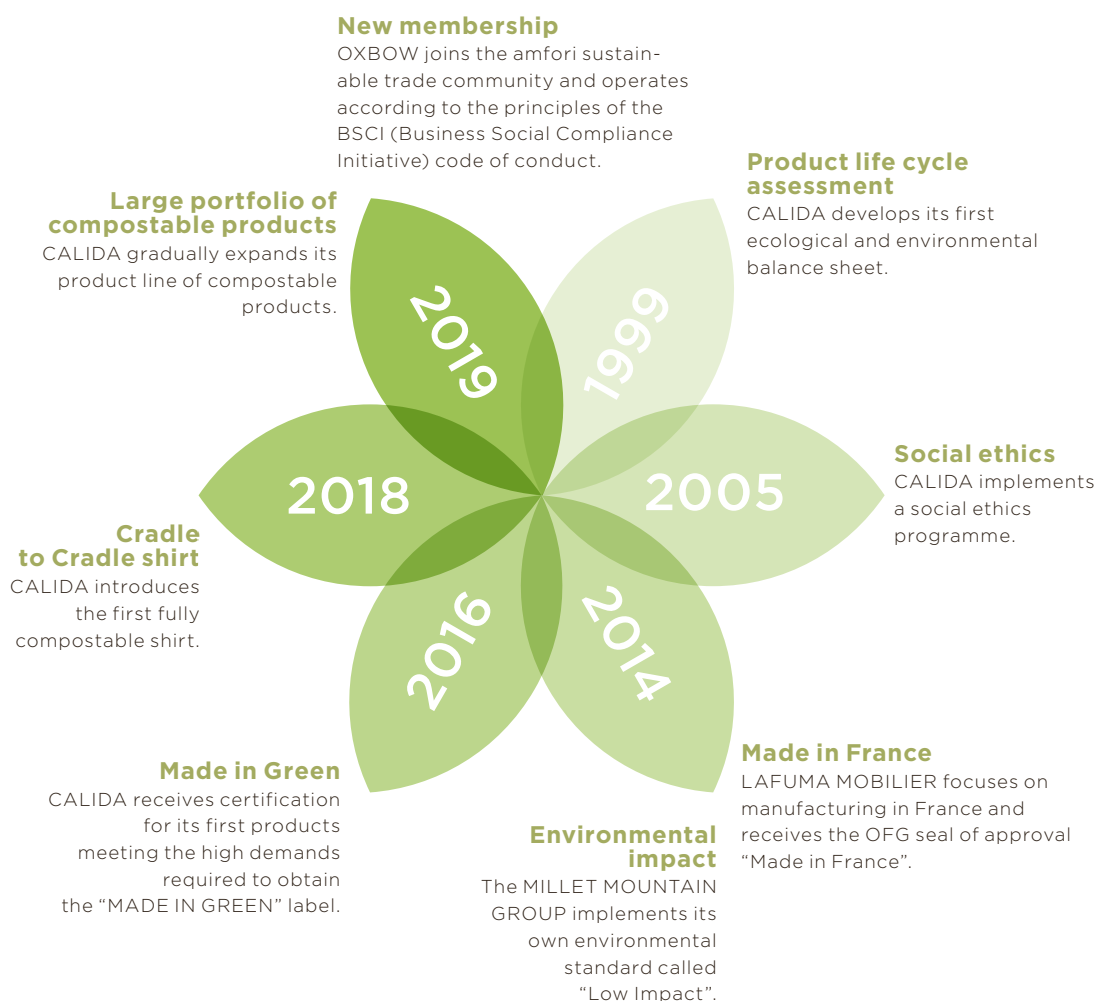 New membership
OXBOW joins the amfori sustain-
able trade community and operates
according to the principles of the
BSCI (Business Social Compliance
Initiative) code of conduct.
Product life cycle
assessment
CALIDA develops its first
ecological and environmental
balance sheet.
Large portfolio of
compostable products
CALIDA gradually expands its
product line of compostable
products.
2019
1999
2018
2005
Social ethics
CALIDA implements
a social ethics
programme.
Cradle
to Cradle shirt
CALIDA introduces
the first fully
compostable shirt.
2016
2014
Made in France
LAFUMA MOBILIER focuses on
manufacturing in France and
receives the OFG seal of approval
“Made in France”.
Made in Green
CALIDA receives certification
for its first products
meeting the high demands
required to obtain
the “MADE IN GREEN” label.
Environmental
impact
The MILLET MOUNTAIN
GROUP implements its
own environmental
standard called
“Low Impact”.